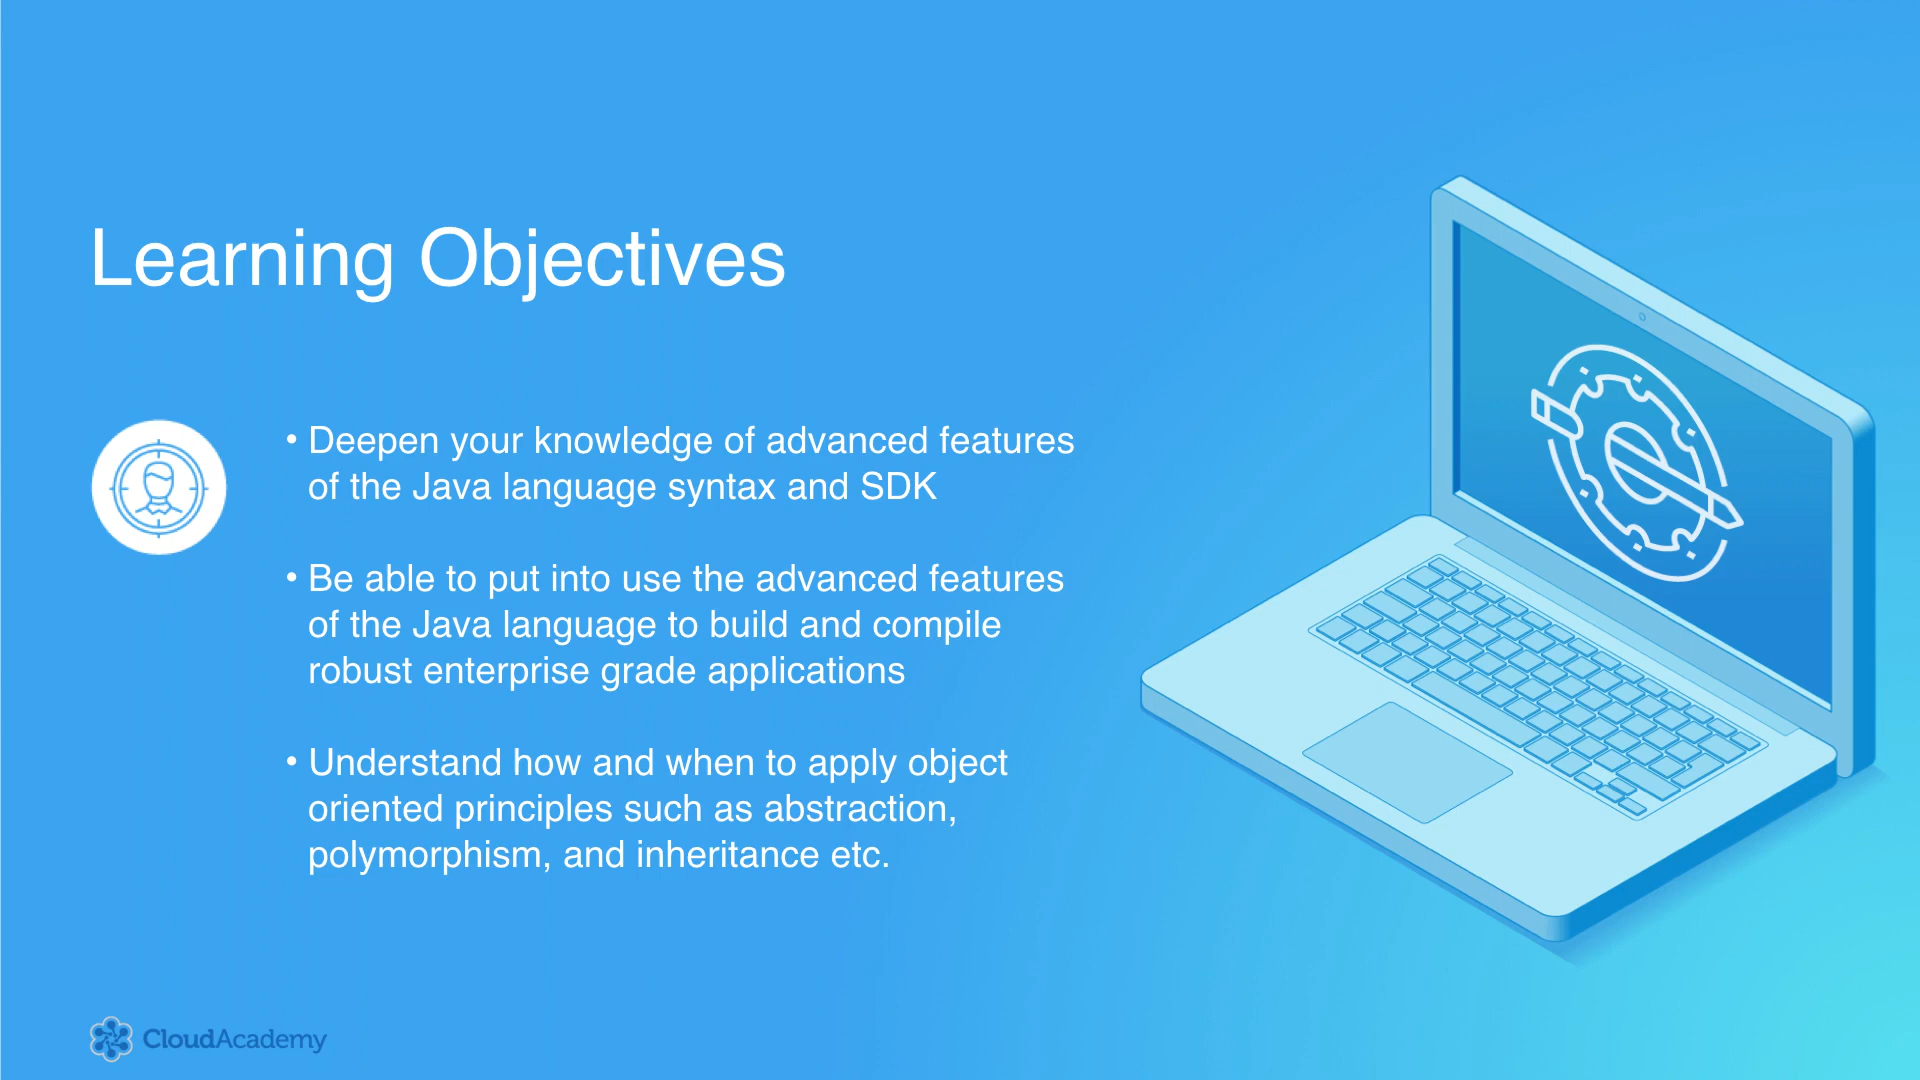 Learning Objectives
• Deepen your knowledge of advanced features
of the Java language syntax and SDK
• Be able to put into use the advanced features
of the Java language to build and compile
robust enterprise grade applications
• Understand how and when to apply object
oriented principles such as abstraction,
polymorphism, and inheritance etc.
CloudAcademy